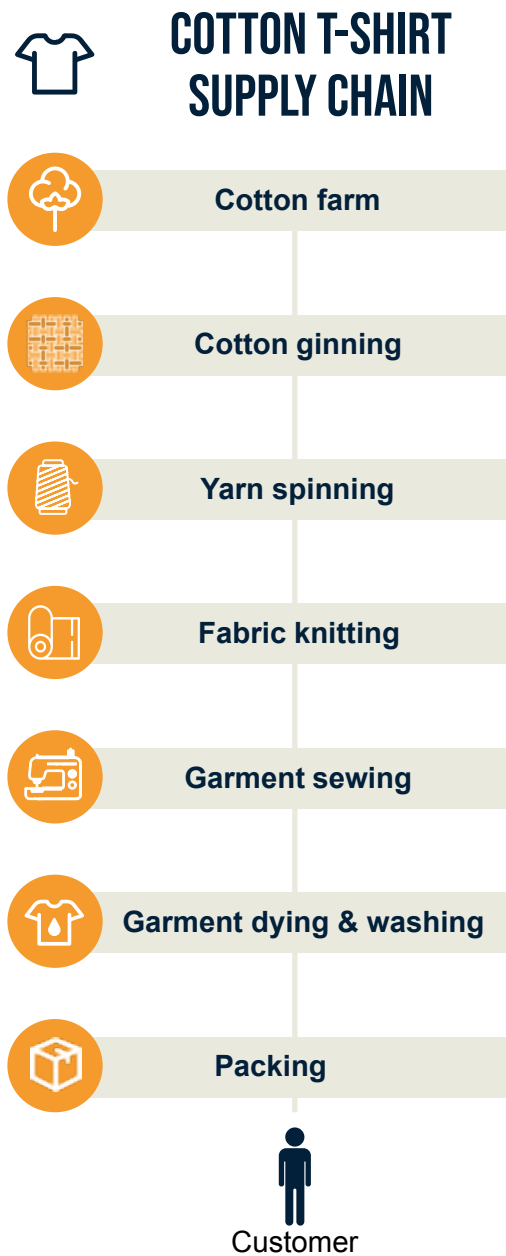 COTTON T-SHIRT
SUPPLY CHAIN
Cotton farm
Cotton ginning
Yarn spinning
Fabric knitting
Garment sewing
Garment dying & washing
Packing
Customer